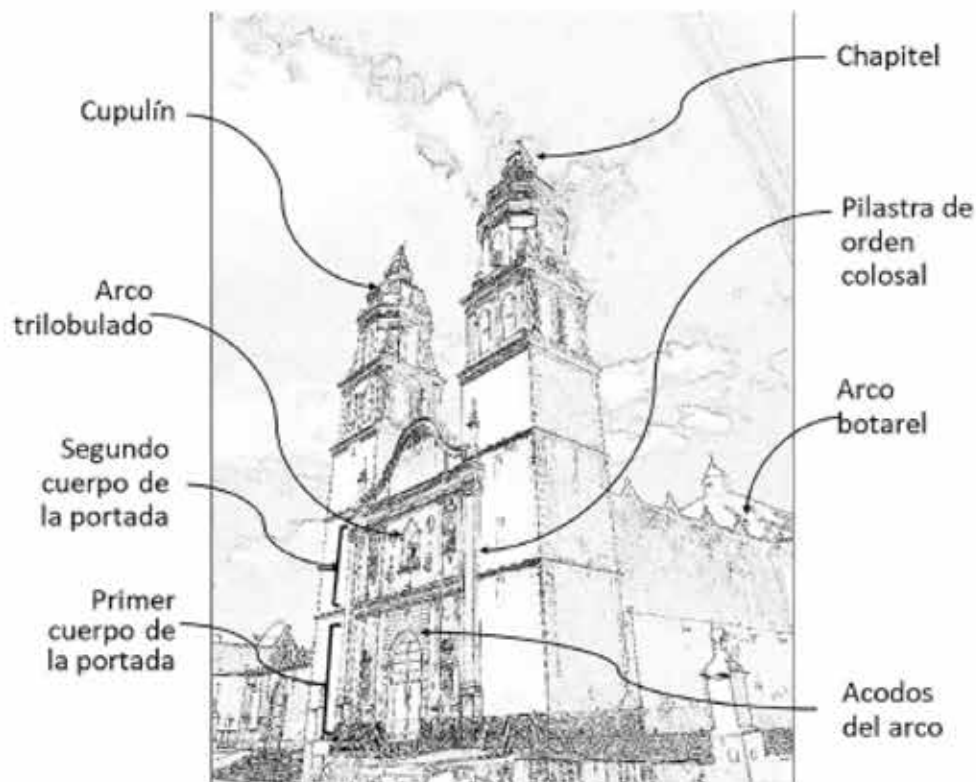 Chapitel
Cupulín
Pilastra de
orden
colosal
Arco
trilobulado
Arco
botarel
Segundo
cuerpo de
la portada
Primer
cuerpo de
la portada
Acodos
del arco